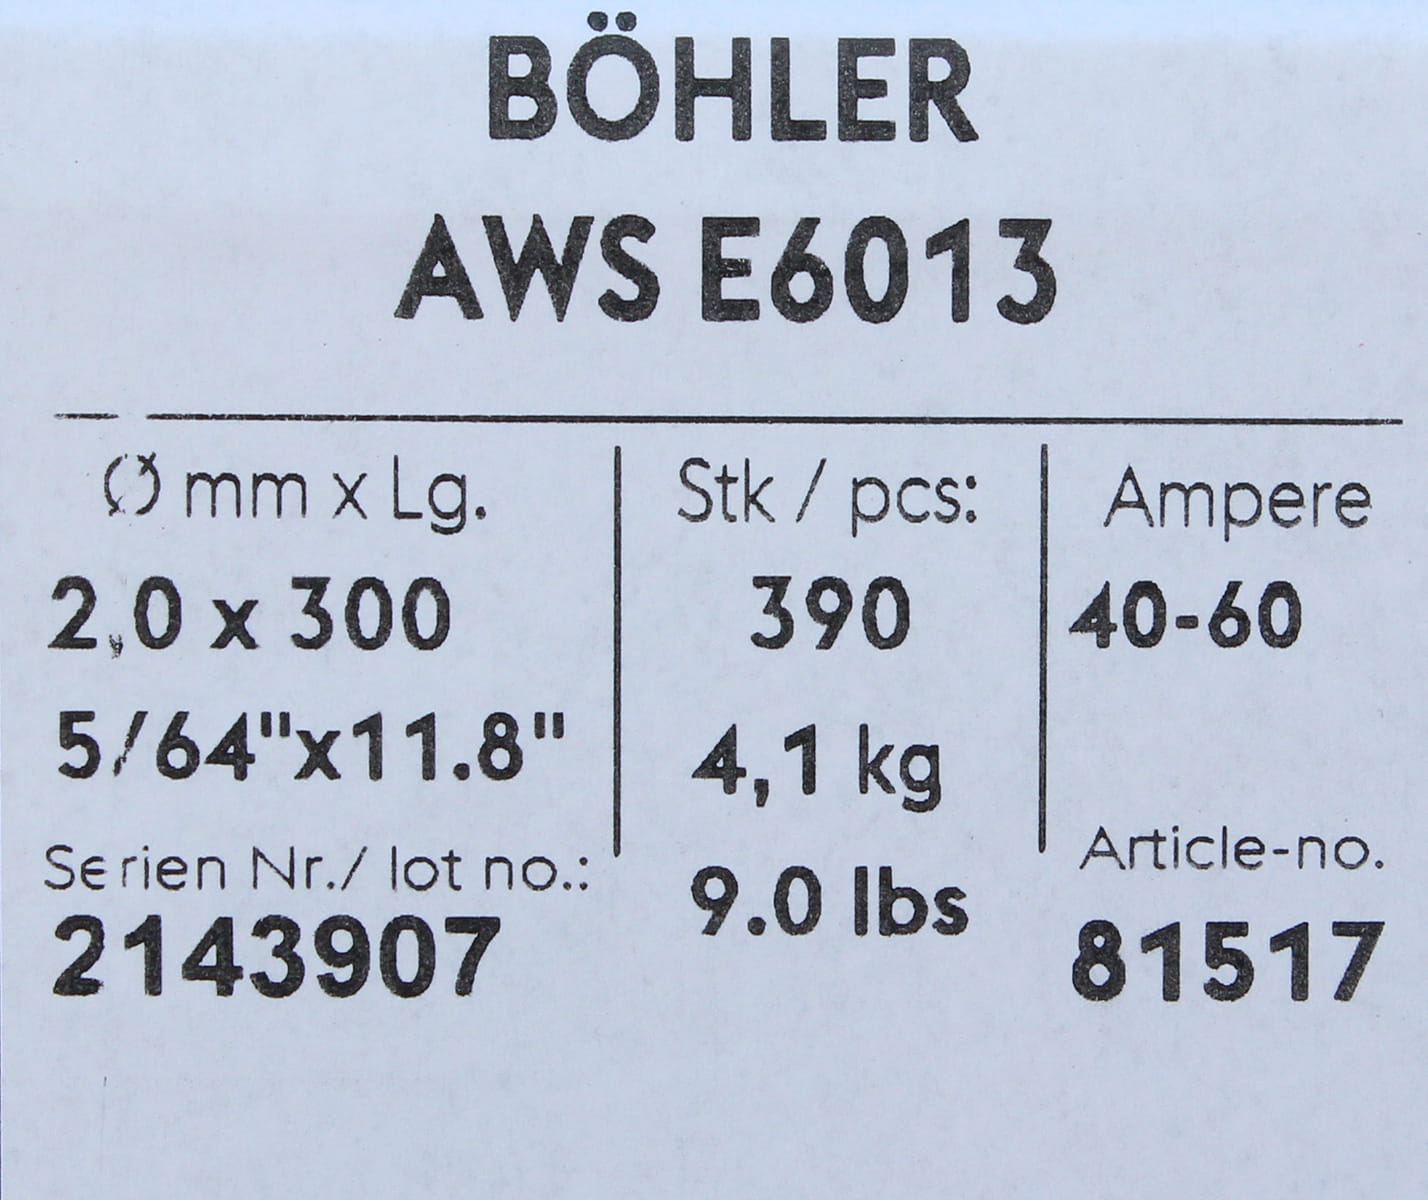 BÖHLER
AWS E6013
Ø mm x Lg.
2,0 x 300
5/64"x11.8"
Serien Nr./ lot no.:
2143907
Stk / pcs:
390
4,1 kg
9.0 lbs
Ampere
40-60
Article-no.
81517